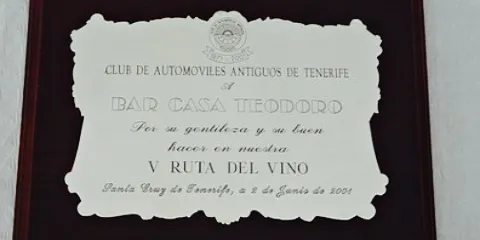 CLUB DE AUTOMOVILES ANTIGUOS DE TENERIFE
A
BAR CASA TEODORO
Por su gentileza y su buen
hacer en nuestra
V RUTA DEL VINO
Santa Cruz de Tenerife, a 2 de Junio de 2001